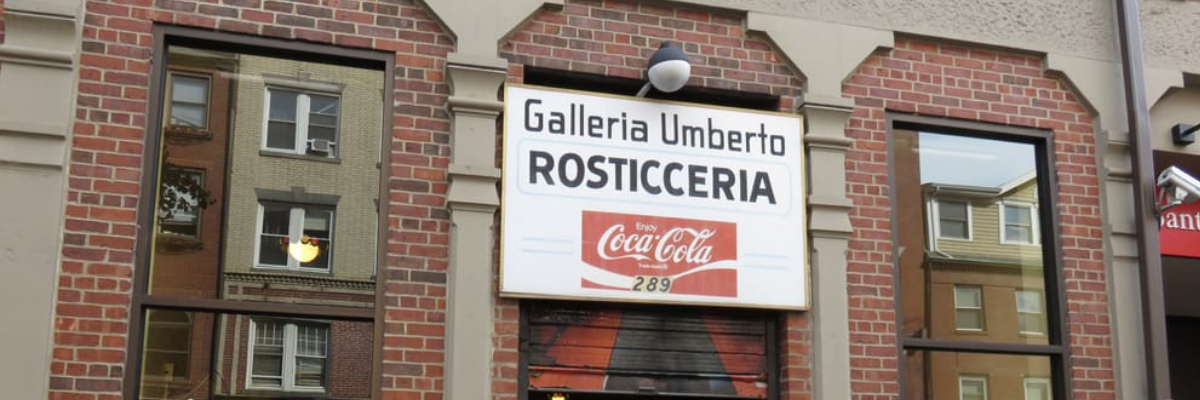 Galleria Umberto
ROSTICCERIA
Enjoy
Coca-Cola
289